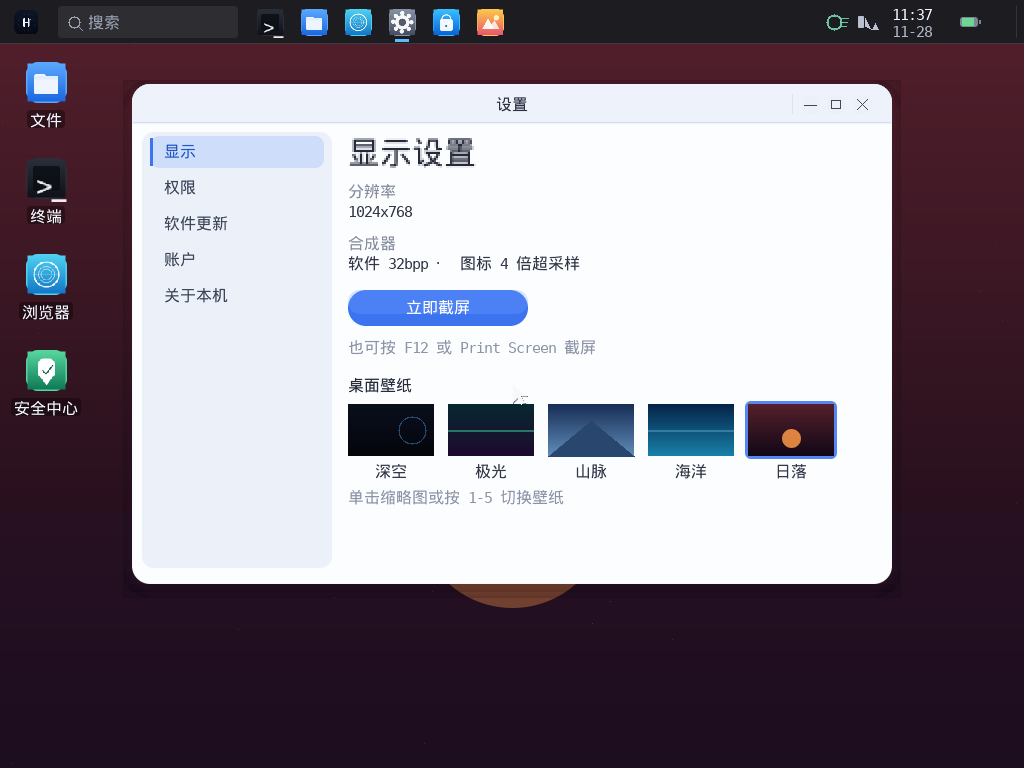 H
搜索
11:37
11-28
文件
终端
浏览器
安全中心
设置
显示
权限
软件更新
账户
关于本机
显示设置
分辨率
1024x768
合成器
软件 32bpp · 图标 4 倍超采样
立即截屏
也可按 F12 或 Print Screen 截屏
桌面壁纸
深空 极光 山脉 海洋 日落
单击缩略图或按 1-5 切换壁纸